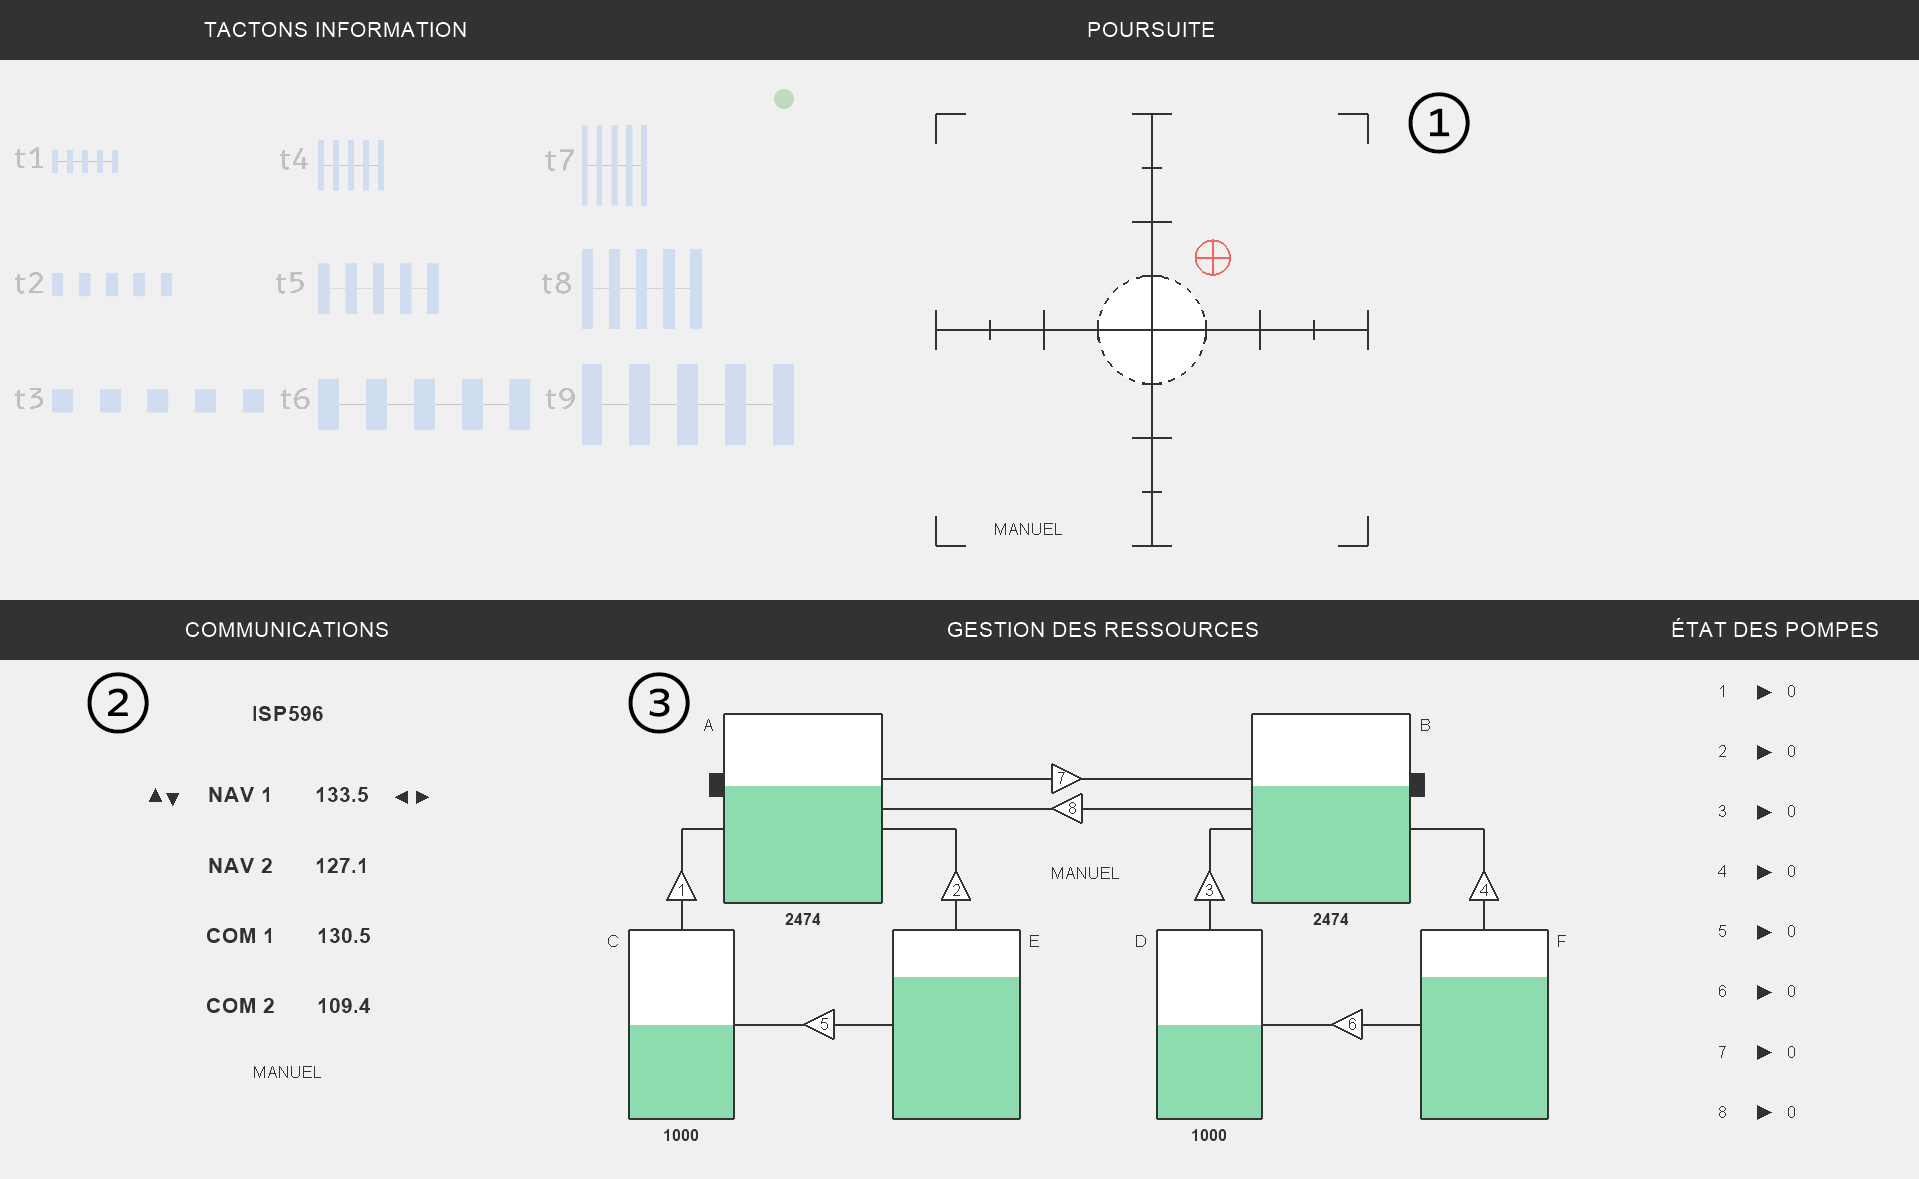 TACTONS INFORMATION
POURSUITE
1
t1
t4
t7
t2
t5
t8
t3
t6
t9
MANUEL
COMMUNICATIONS
GESTION DES RESSOURCES
ÉTAT DES POMPES
2
ISP596
NAV 1 133.5
NAV 2 127.1
COM 1 130.5
COM 2 109.4
MANUEL
3
A
B
7
8
MANUEL
1
2
3
4
2474
2474
C
E
D
F
5
6
1000
1000
1 0
2 0
3 0
4 0
5 0
6 0
7 0
8 0